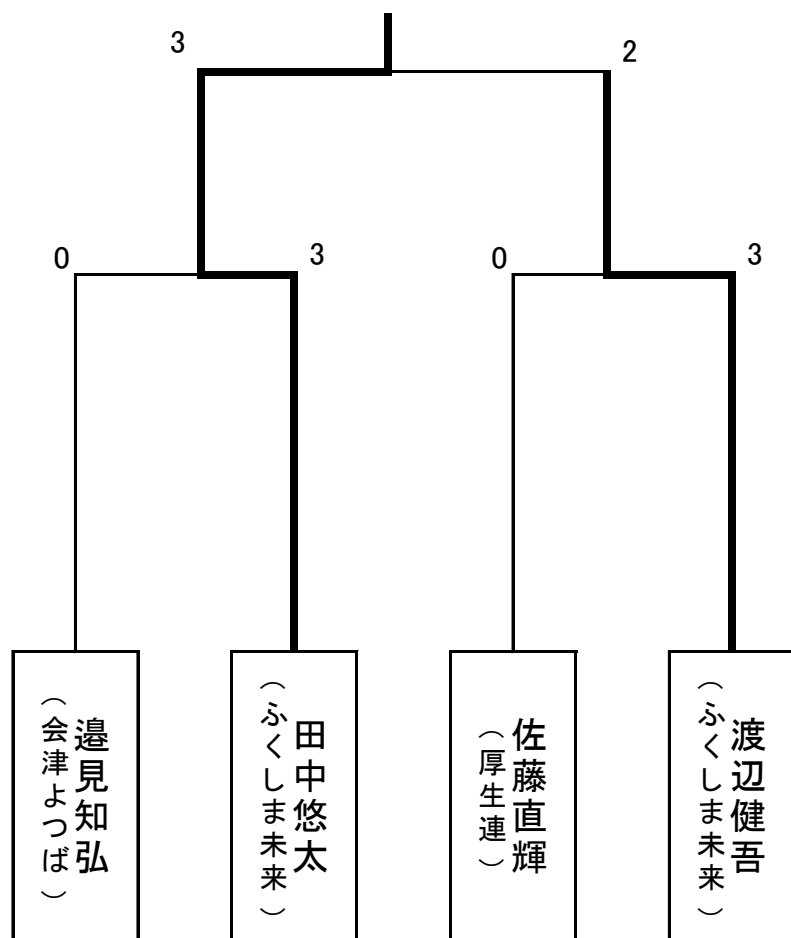 3
2
0
3
0
3
邉見知弘
（会津よつば）
田中悠太
（ふくしま未来）
佐藤直輝
（厚生連）
渡辺健吾
（ふくしま未来）